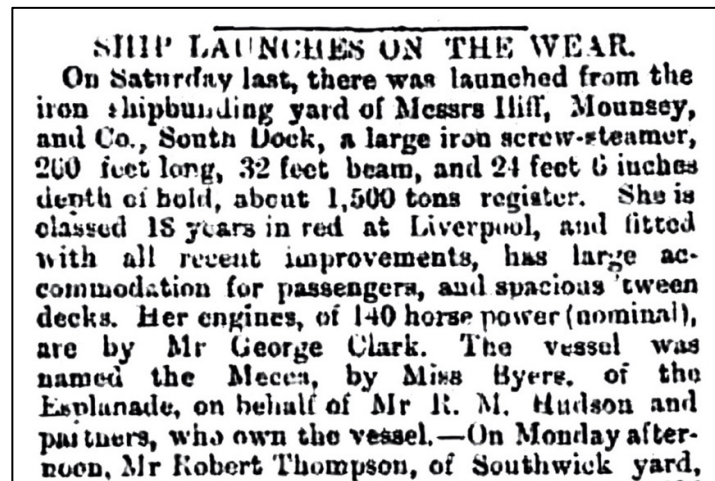 SHIP LAUNCHES ON THE WEAR.
On Saturday last, there was launched from the
iron shipbuilding yard of Messrs Iliff, Mounsey,
and Co., South Dock, a large iron screw-steamer,
260 feet long, 32 feet beam, and 24 feet 6 inches
depth of hold, about 1,500 tons register. She is
classed 18 years in red at Liverpool, and fitted
with all recent improvements, has large ac-
commodation for passengers, and spacious 'tween
decks. Her engines, of 140 horse power (nominal),
are by Mr George Clark. The vessel was
named the Mecca, by Miss Byers, of the
Esplanade, on behalf of Mr R. M. Hudson and
partners, who own the vessel.—On Monday after-
noon, Mr Robert Thompson, of Southwick yard,